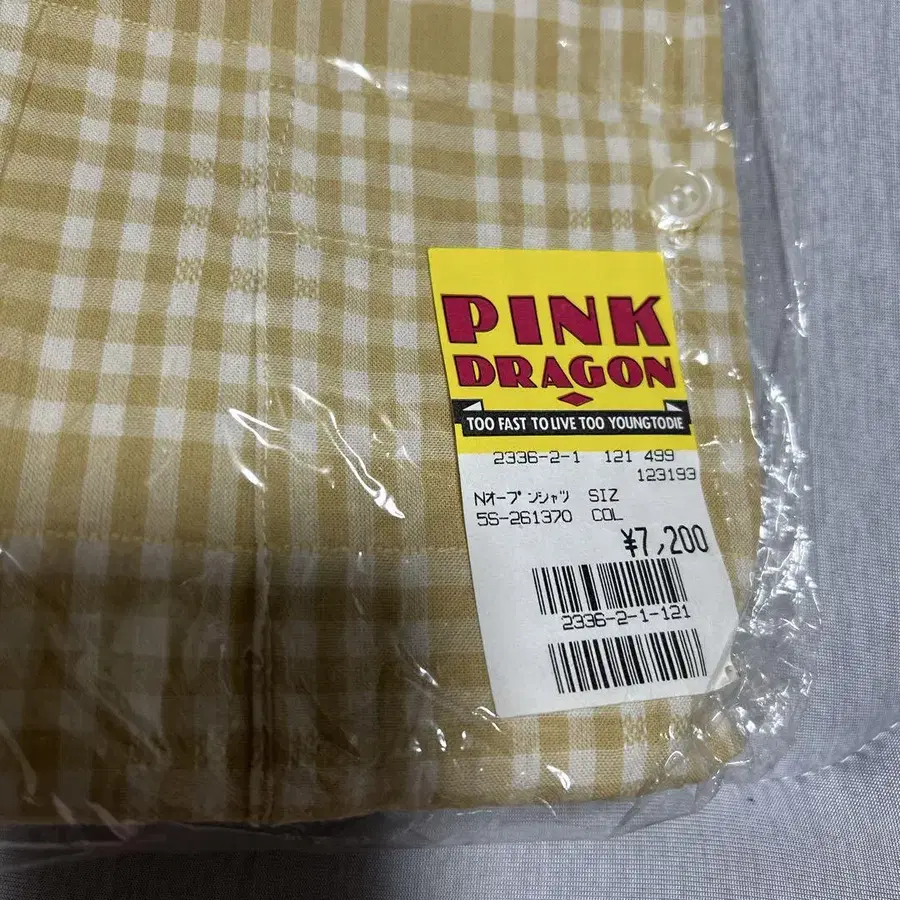 PINK
DRAGON
TOO FAST TO LIVE TOO YOUNG TO DIE
2336-2-1 121 499
123193
Nオープンシャツ SIZ
5S-261370 COL
¥7,200
2336-2-1-121